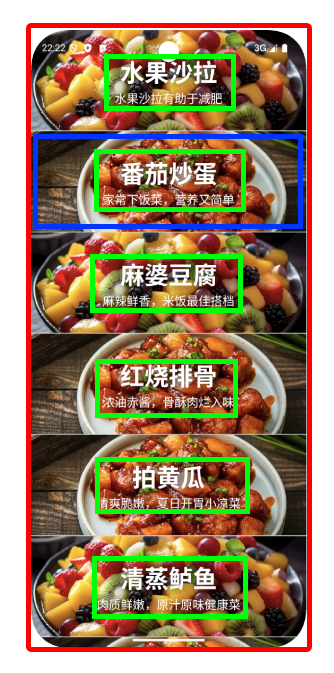 22:22
3G
水果沙拉
水果沙拉有助于减肥
番茄炒蛋
家常下饭菜，营养又简单
麻婆豆腐
麻辣鲜香，米饭最佳搭档
红烧排骨
浓油赤酱，骨酥肉烂入味
拍黄瓜
清爽脆嫩，夏日开胃小凉菜
清蒸鲈鱼
肉质鲜嫩，原汁原味健康菜